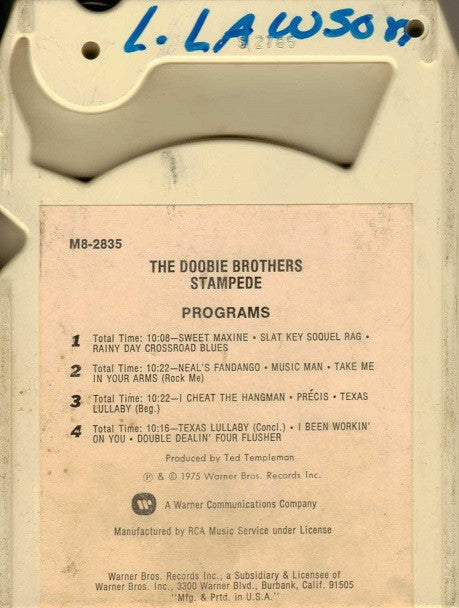 L. LAWSON
S 2765
M8-2835
THE DOOBIE BROTHERS
STAMPEDE
PROGRAMS
1 Total Time: 10:08—SWEET MAXINE • SLAT KEY SOQUEL RAG •
RAINY DAY CROSSROAD BLUES
2 Total Time: 10:22—NEAL'S FANDANGO • MUSIC MAN • TAKE ME
IN YOUR ARMS (Rock Me)
3 Total Time: 10:22—I CHEAT THE HANGMAN • PRÉCIS • TEXAS
LULLABY (Beg.)
4 Total Time: 10:16—TEXAS LULLABY (Concl.) • I BEEN WORKIN'
ON YOU • DOUBLE DEALIN' FOUR FLUSHER
Produced by Ted Templeman
℗ & © 1975 Warner Bros. Records Inc.
A Warner Communications Company
Manufactured by RCA Music Service under License
Warner Bros. Records Inc., a Subsidiary & Licensee of
Warner Bros. Inc., 3300 Warner Blvd., Burbank, Calif. 91505
"Mfg. & Prtd. in U.S.A."